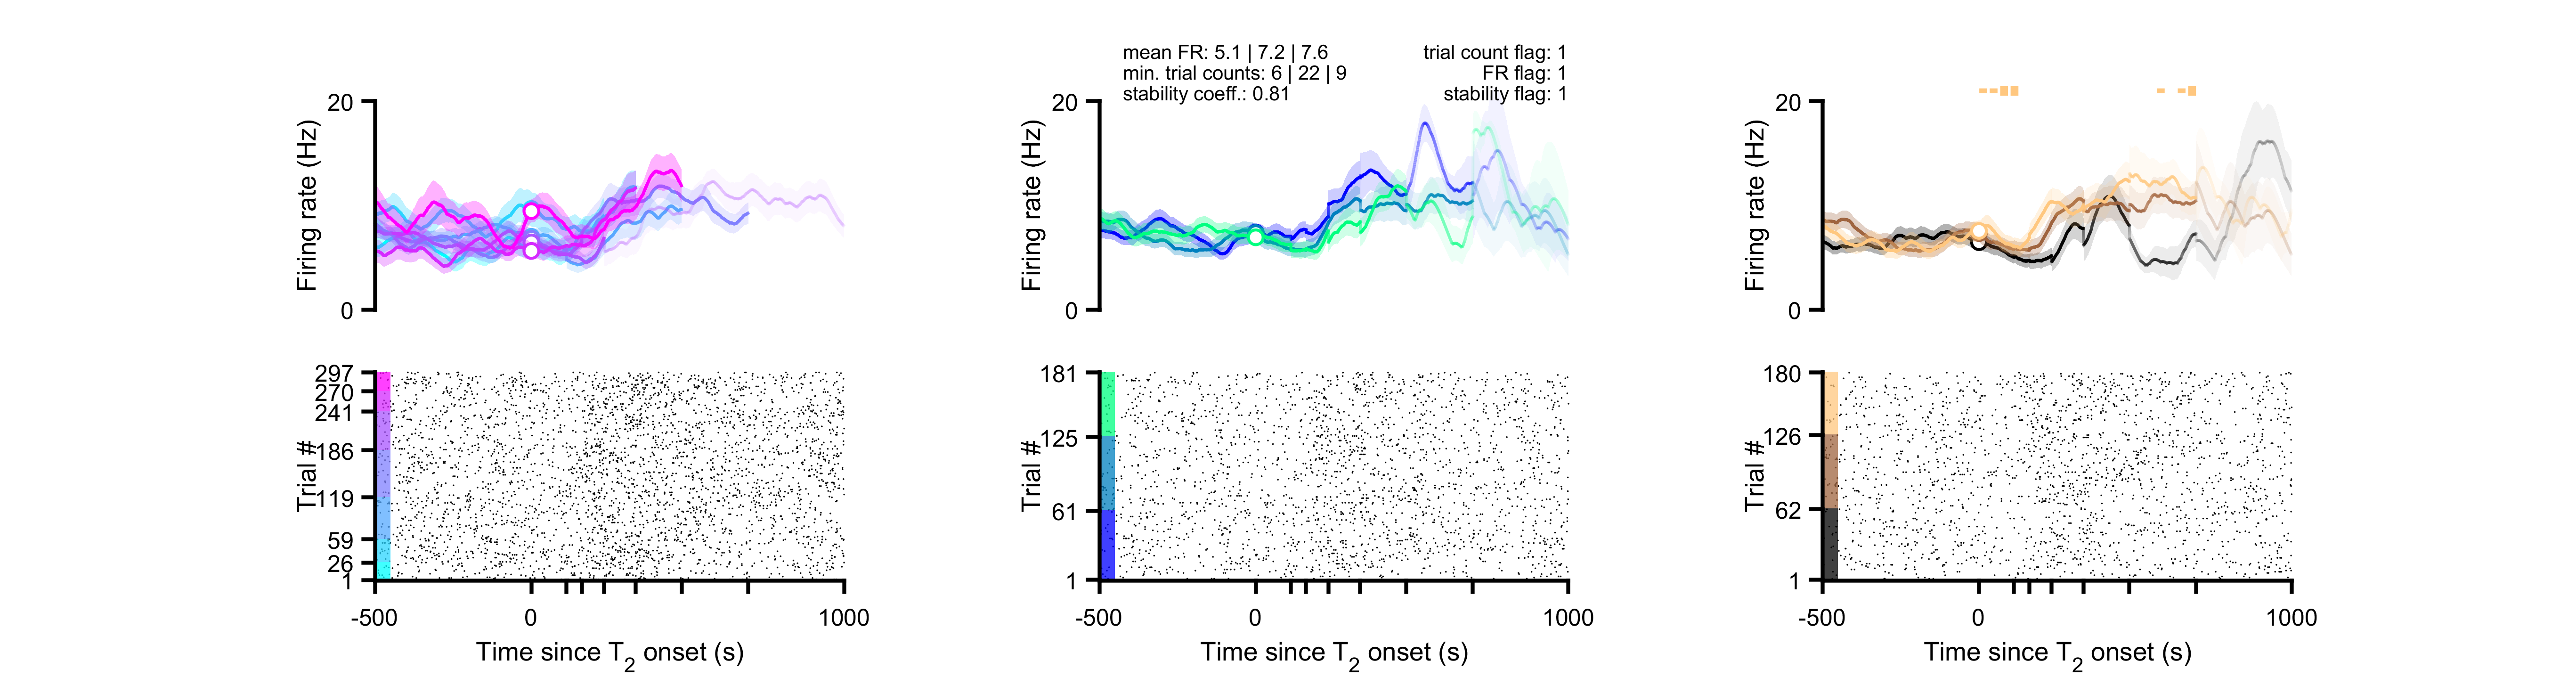 mean FR: 5.1 | 7.2 | 7.6
trial count flag: 1
min. trial counts: 6 | 22 | 9
FR flag: 1
stability coeff.: 0.81
stability flag: 1
20
Firing rate (Hz)
0
20
Firing rate (Hz)
0
20
Firing rate (Hz)
0
297
270
241
186
119
59
26
1
Trial #
-500
0
1000
Time since T2 onset (s)
181
125
61
1
Trial #
-500
0
1000
Time since T2 onset (s)
180
126
62
1
Trial #
-500
0
1000
Time since T2 onset (s)